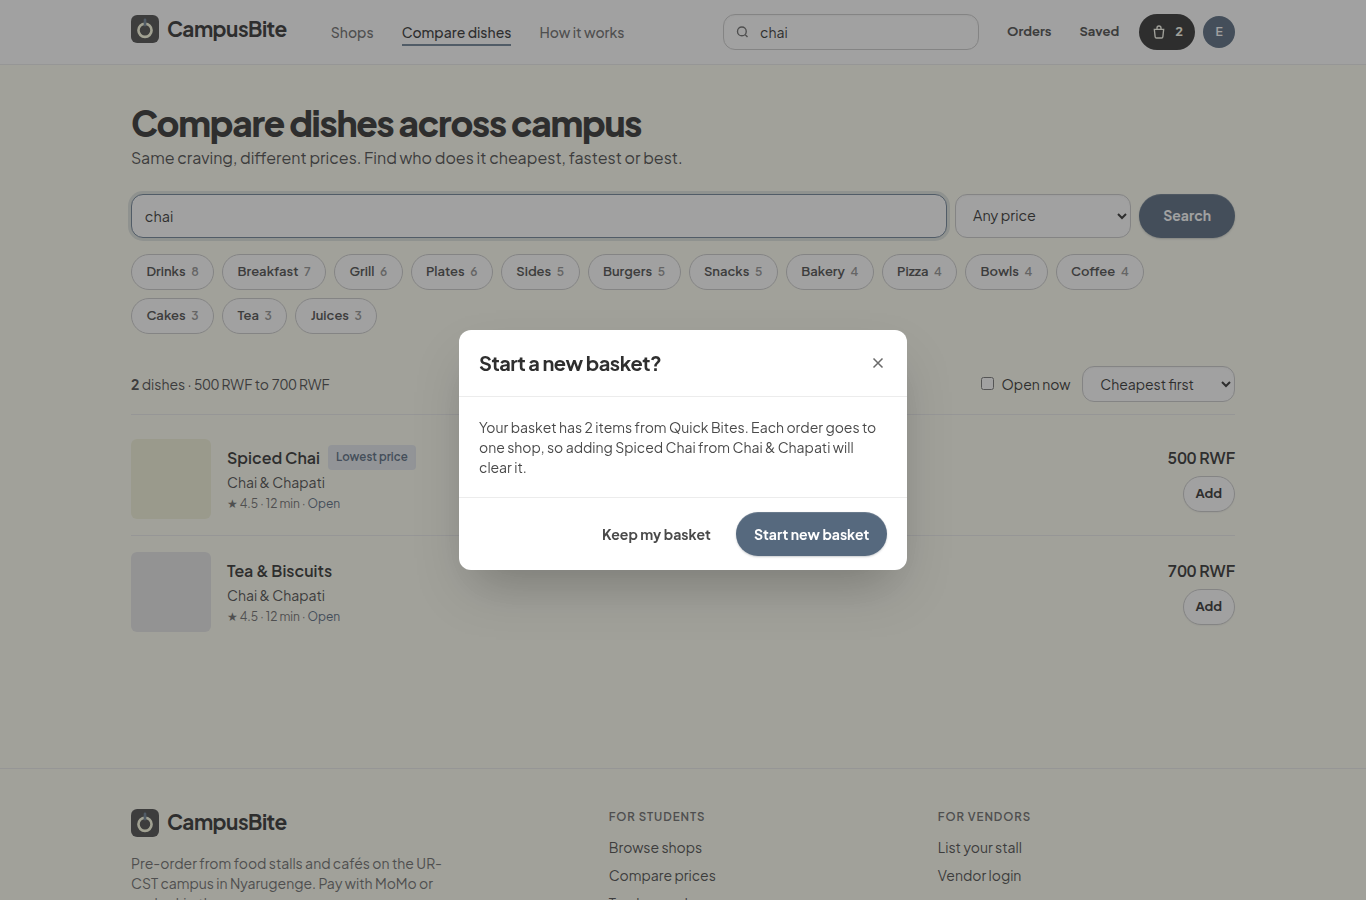 CampusBite
Shops
Compare dishes
How it works
chai
Orders
Saved
2
E
Compare dishes across campus
Same craving, different prices. Find who does it cheapest, fastest or best.
chai
Any price
Search
Drinks 8
Breakfast 7
Grill 6
Plates 6
Sides 5
Burgers 5
Snacks 5
Bakery 4
Pizza 4
Bowls 4
Coffee 4
Cakes 3
Tea 3
Juices 3
2 dishes · 500 RWF to 700 RWF
Open now
Cheapest first
Start a new basket?
Your basket has 2 items from Quick Bites. Each order goes to
one shop, so adding Spiced Chai from Chai & Chapati will
clear it.
Keep my basket
Start new basket
Spiced Chai
Lowest price
Chai & Chapati
★ 4.5 · 12 min · Open
500 RWF
Add
Tea & Biscuits
Chai & Chapati
★ 4.5 · 12 min · Open
700 RWF
Add
CampusBite
Pre-order from food stalls and cafés on the UR-
CST campus in Nyarugenge. Pay with MoMo or
FOR STUDENTS
Browse shops
Compare prices
FOR VENDORS
List your stall
Vendor login